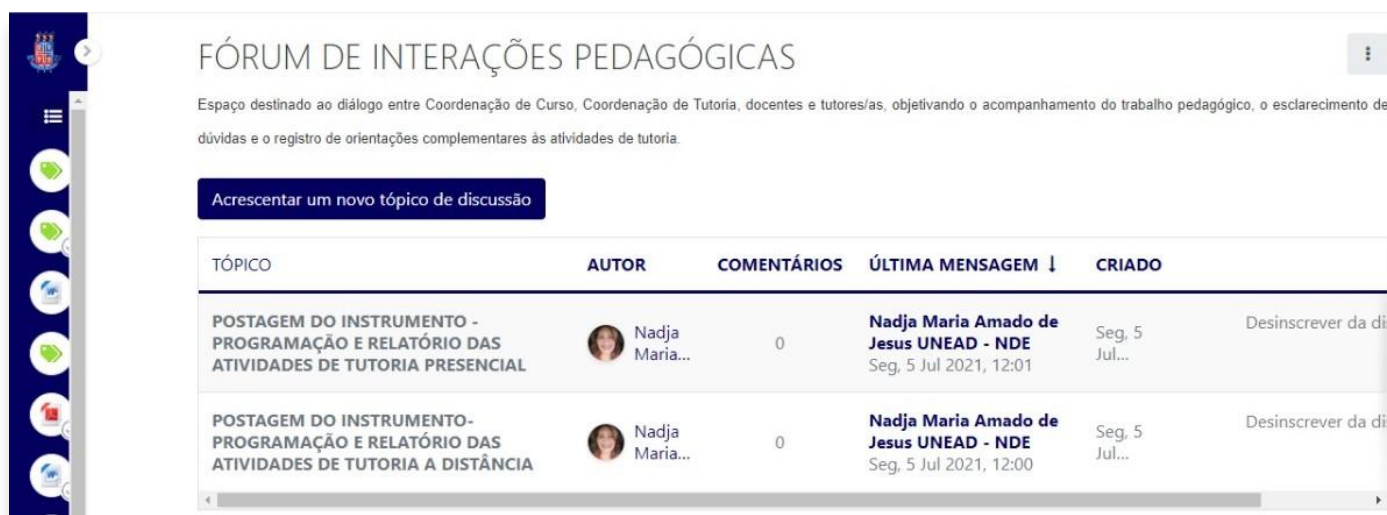 FÓRUM DE INTERAÇÕES PEDAGÓGICAS
Espaço destinado ao diálogo entre Coordenação de Curso, Coordenação de Tutoria, docentes e tutores/as, objetivando o acompanhamento do trabalho pedagógico, o esclarecimento de
dúvidas e o registro de orientações complementares às atividades de tutoria.
Acrescentar um novo tópico de discussão
TÓPICO AUTOR COMENTÁRIOS ÚLTIMA MENSAGEM ↓ CRIADO
POSTAGEM DO INSTRUMENTO -
PROGRAMAÇÃO E RELATÓRIO DAS
ATIVIDADES DE TUTORIA PRESENCIAL
Nadja
Maria...
0
Nadja Maria Amado de
Jesus UNEAD - NDE
Seg, 5 Jul 2021, 12:01
Seg, 5
Jul...
Desinscrever da di
POSTAGEM DO INSTRUMENTO-
PROGRAMAÇÃO E RELATÓRIO DAS
ATIVIDADES DE TUTORIA A DISTÂNCIA
Nadja
Maria...
0
Nadja Maria Amado de
Jesus UNEAD - NDE
Seg, 5 Jul 2021, 12:00
Seg, 5
Jul...
Desinscrever da di